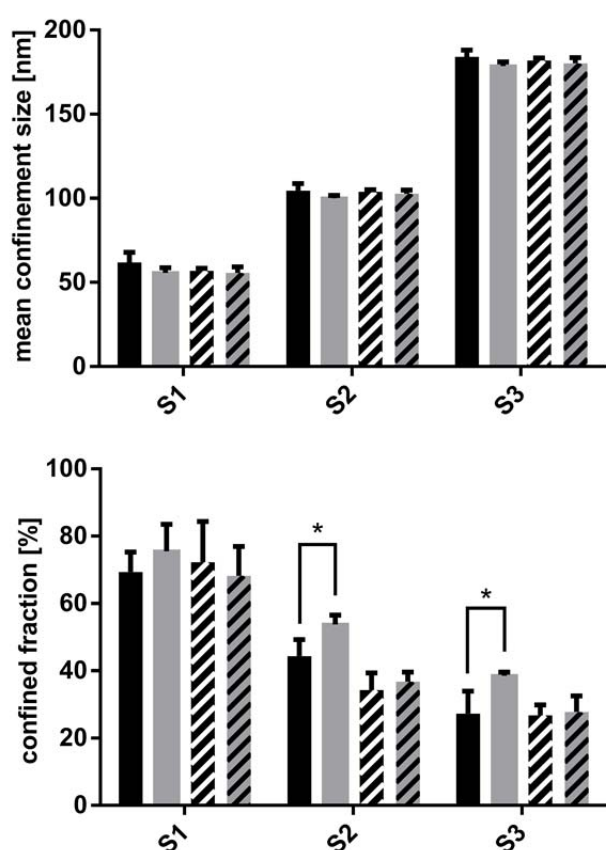 mean confinement size [nm]
200
150
100
50
0
S1
S2
S3
confined fraction [%]
100
80
60
40
20
0
*
*
S1
S2
S3